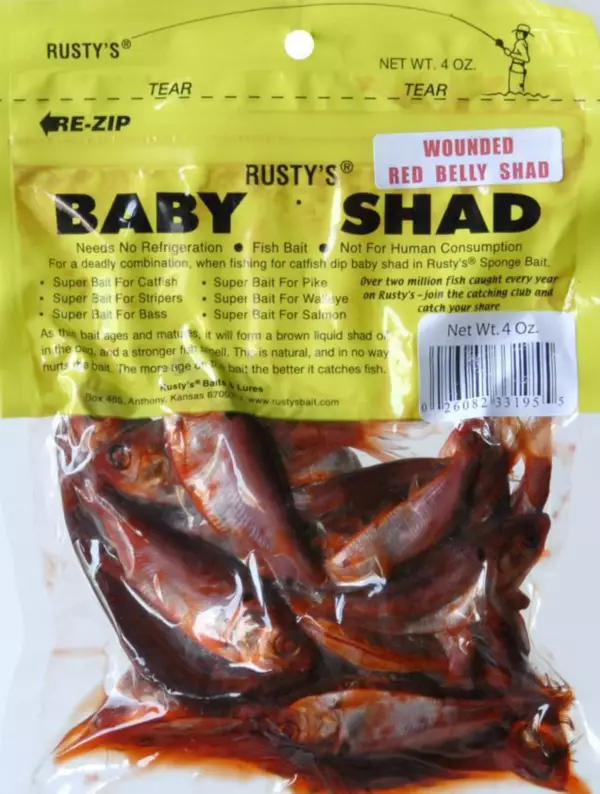 RUSTY'S®
NET WT. 4 OZ.
TEAR TEAR
RE-ZIP
WOUNDED
RED BELLY SHAD
RUSTY'S®
BABY SHAD
Needs No Refrigeration ● Fish Bait ● Not For Human Consumption
For a deadly combination, when fishing for catfish dip baby shad in Rusty's® Sponge Bait.
• Super Bait For Catfish • Super Bait For Pike
• Super Bait For Stripers • Super Bait For Walleye
• Super Bait For Bass • Super Bait For Salmon
Over two million fish caught every year
on Rusty's - join the catching club and
catch your share
As this bait ages and matures, it will form a brown liquid shad oil
in the bag, and a stronger fish smell. This is natural, and in no way
hurts the bait. The more age on the bait the better it catches fish.
Rusty's® Baits & Lures
Box 485, Anthony, Kansas www.rustysbait.com
Net Wt. 4 Oz.
0 26082 33195 5